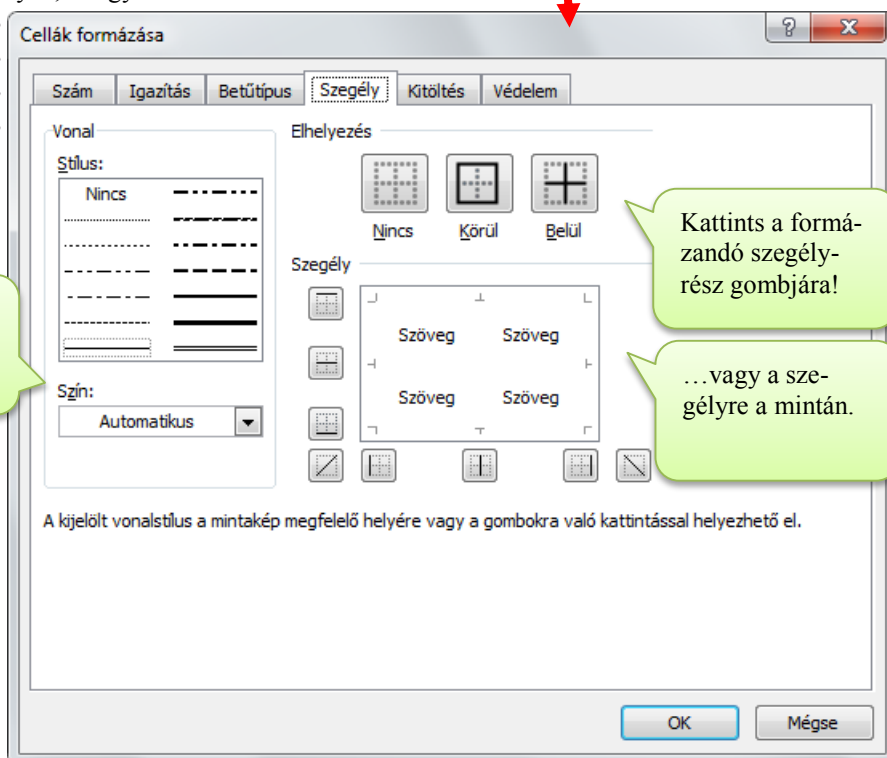 Cellák formázása
Szám Igazítás Betűtípus Szegély Kitöltés Védelem
Vonal
Stílus:
Nincs
Szín:
Automatikus
Elhelyezés
Nincs Körül Belül
Szegély
Szöveg Szöveg
Szöveg Szöveg
Kattints a formá-
zandó szegély-
rész gombjára!
…vagy a sze-
gélyre a mintán.
A kijelölt vonalstílus a mintakép megfelelő helyére vagy a gombokra való kattintással helyezhető el.
OK Mégse